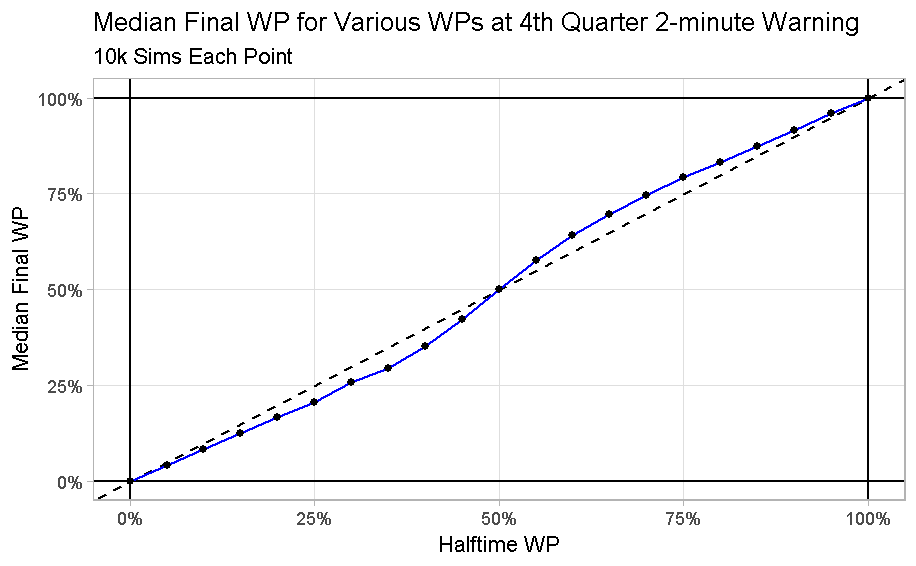 Median Final WP for Various WPs at 4th Quarter 2-minute Warning
10k Sims Each Point
100%
75%
50%
25%
0%
Median Final WP
0%
25%
50%
75%
100%
Halftime WP